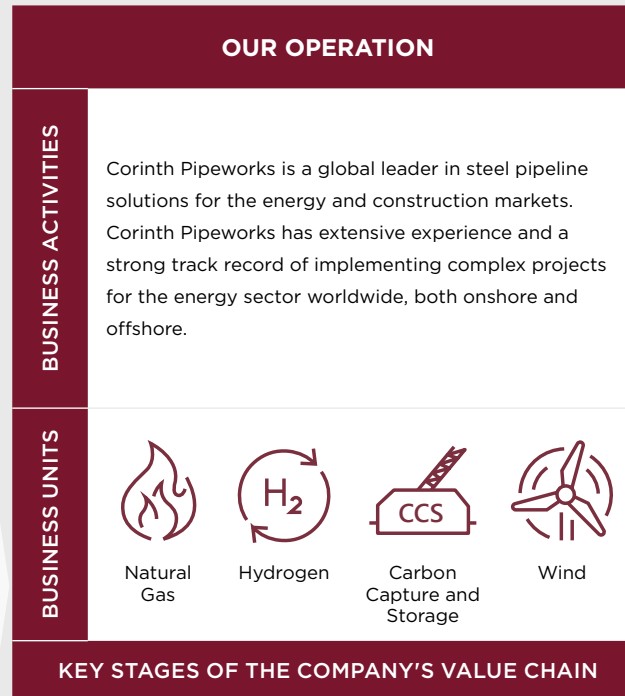 OUR OPERATION
BUSINESS ACTIVITIES
Corinth Pipeworks is a global leader in steel pipeline
solutions for the energy and construction markets.
Corinth Pipeworks has extensive experience and a
strong track record of implementing complex projects
for the energy sector worldwide, both onshore and
offshore.
BUSINESS UNITS
H₂
CCS
Natural
Gas
Hydrogen
Carbon
Capture and
Storage
Wind
KEY STAGES OF THE COMPANY'S VALUE CHAIN